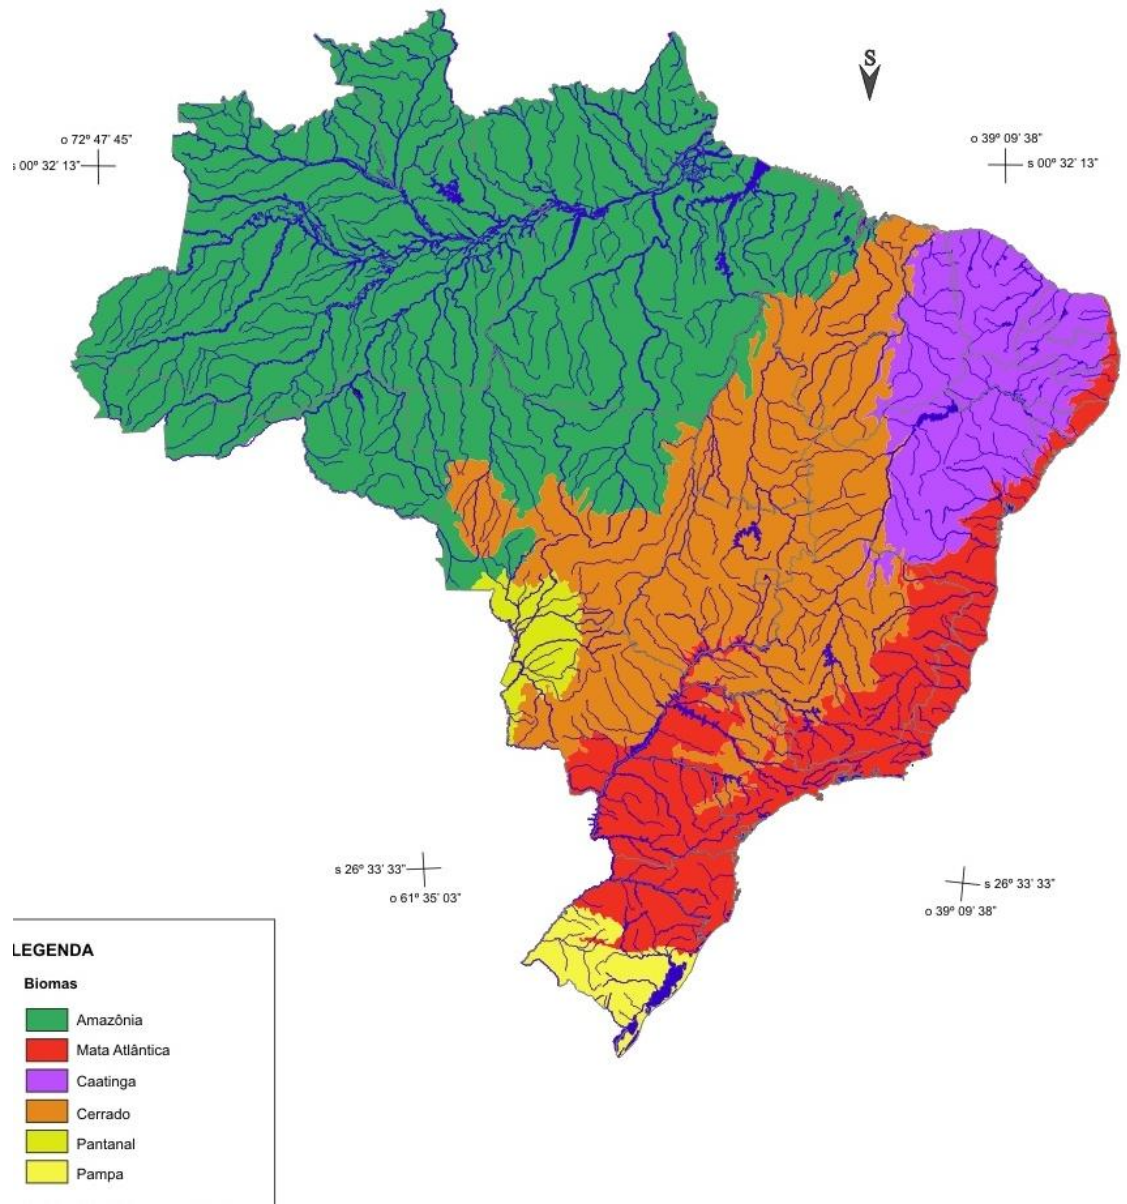 S
o 72º 47' 45"
s 00º 32' 13"
o 39º 09' 38"
s 00º 32' 13"
s 26º 33' 33"
o 61º 35' 03"
s 26º 33' 33"
o 39º 09' 38"
LEGENDA
Biomas
Amazônia
Mata Atlântica
Caatinga
Cerrado
Pantanal
Pampa